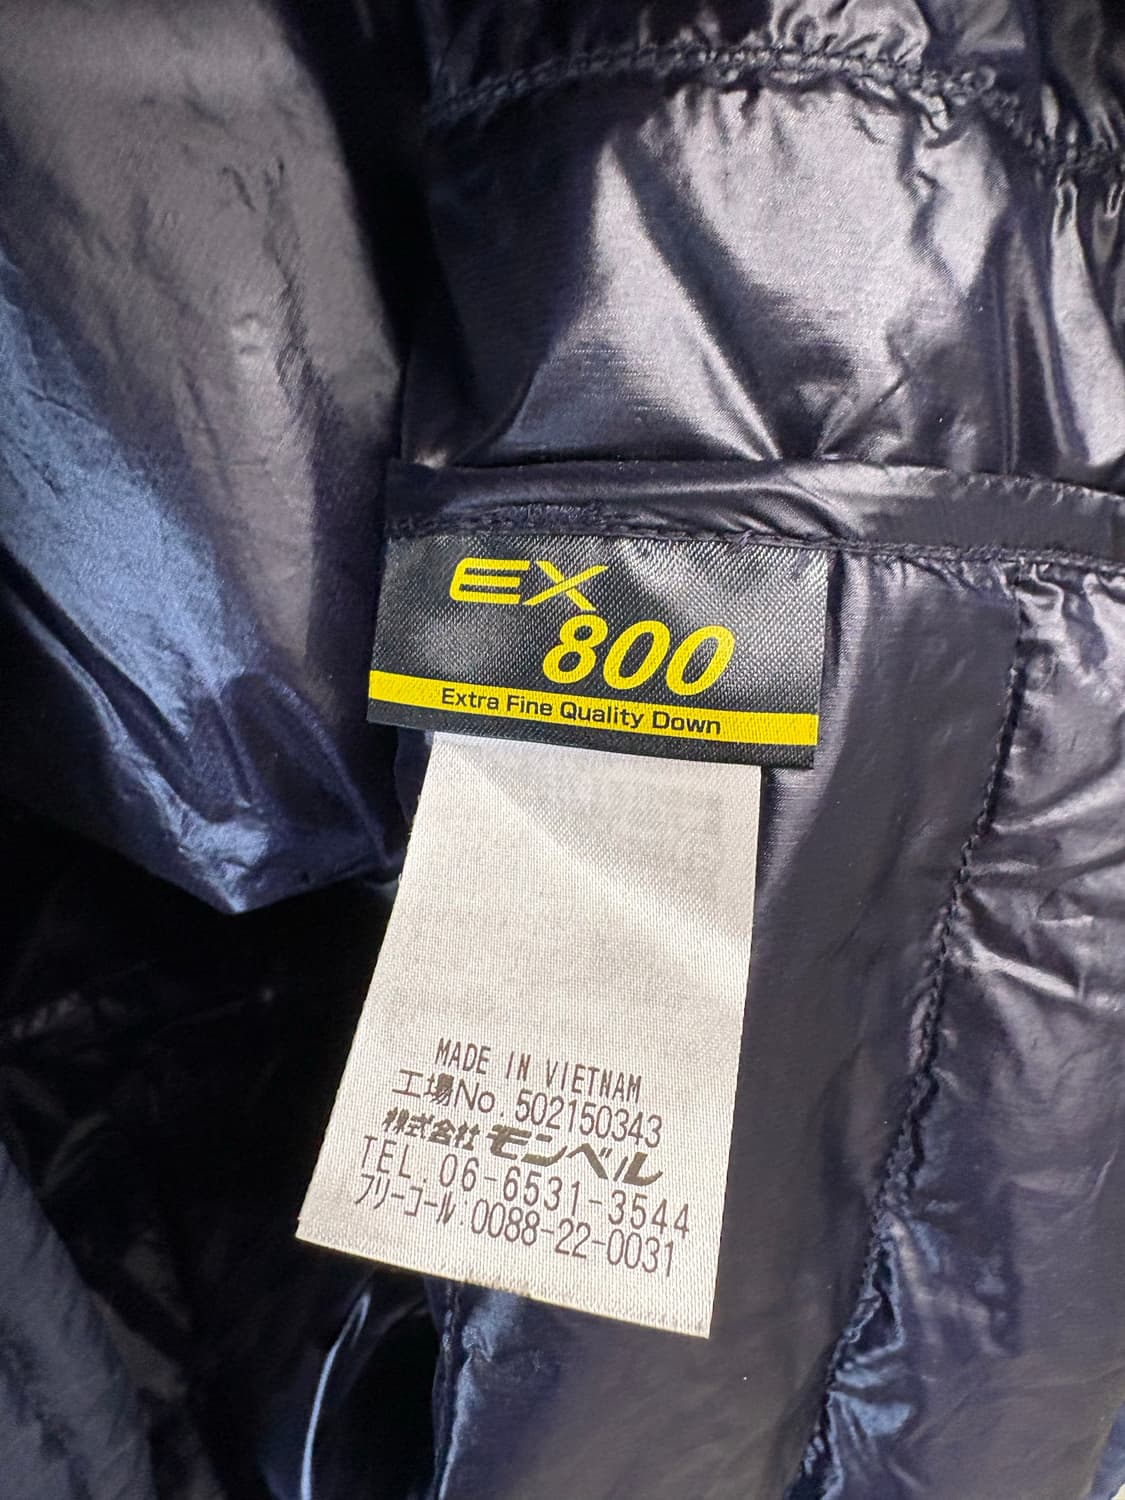 EX
800
Extra Fine Quality Down
MADE IN VIETNAM
工場No.502150343
株式会社 モンベル
TEL.06-6531-3544
フリーコール:0088-22-0031